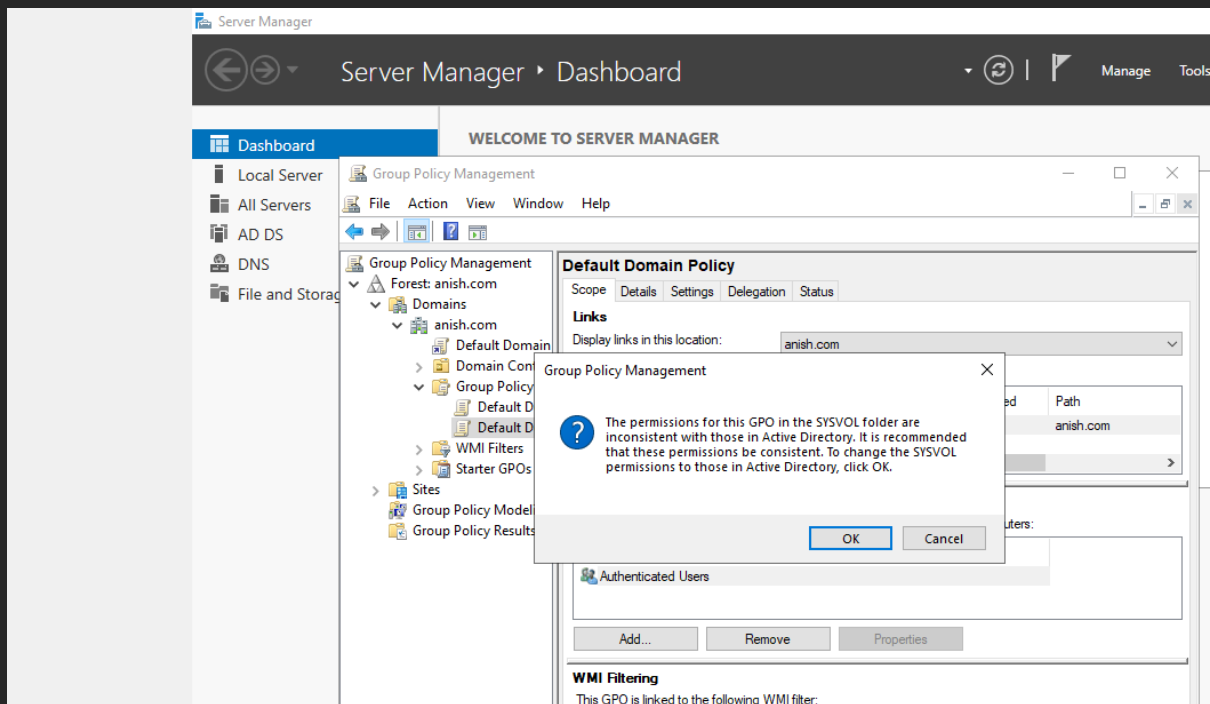 Server Manager
Server Manager Dashboard
Manage
Tools
WELCOME TO SERVER MANAGER
Dashboard
Local Server
All Servers
AD DS
DNS
File and Storag
Group Policy Management
File Action View Window Help
Group Policy Management
Forest: anish.com
Domains
anish.com
Default Domain
Domain Cont
Group Policy
Default D
Default D
WMI Filters
Starter GPOs
Sites
Group Policy Modeli
Group Policy Results
Default Domain Policy
Scope Details Settings Delegation Status
Links
Display links in this location:
anish.com
ed Path
anish.com
Group Policy Management
The permissions for this GPO in the SYSVOL folder are
inconsistent with those in Active Directory. It is recommended
that these permissions be consistent. To change the SYSVOL
permissions to those in Active Directory, click OK.
OK Cancel
uters:
Authenticated Users
Add... Remove Properties
WMI Filtering
This GPO is linked to the following WMI filter: